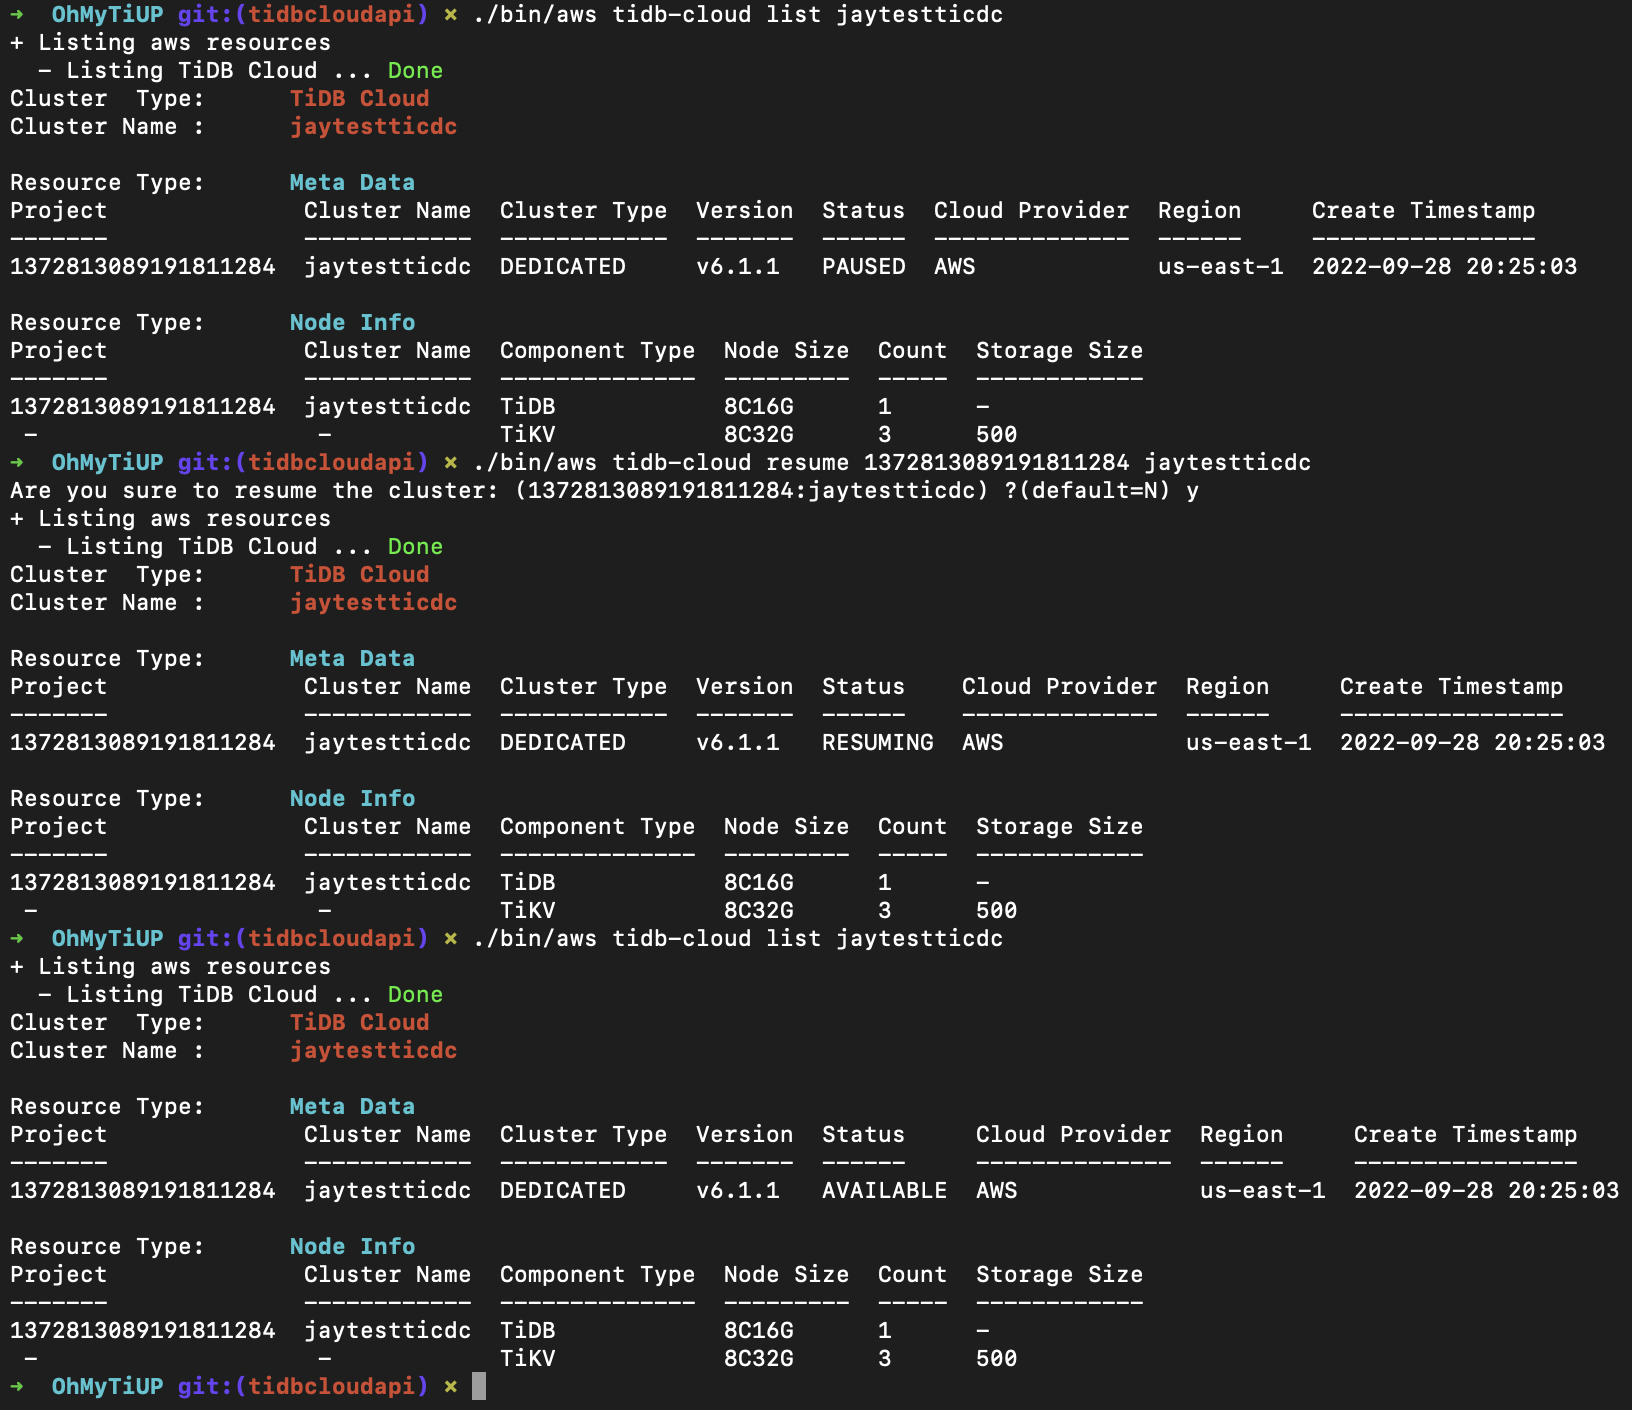 ➜  OhMyTiUP git:(tidbcloudapi) ✗ ./bin/aws tidb-cloud list jaytestticdc
+ Listing aws resources
  - Listing TiDB Cloud ... Done
Cluster  Type:      TiDB Cloud
Cluster Name :      jaytestticdc

Resource Type:      Meta Data
Project              Cluster Name  Cluster Type  Version  Status  Cloud Provider  Region     Create Timestamp
-------              ------------  ------------  -------  ------  --------------  ------     ----------------
1372813089191811284  jaytestticdc  DEDICATED     v6.1.1   PAUSED  AWS             us-east-1  2022-09-28 20:25:03

Resource Type:      Node Info
Project              Cluster Name  Component Type  Node Size  Count  Storage Size
-------              ------------  --------------  ---------  -----  ------------
1372813089191811284  jaytestticdc  TiDB            8C16G      1      -
 -                    -            TiKV            8C32G      3      500
➜  OhMyTiUP git:(tidbcloudapi) ✗ ./bin/aws tidb-cloud resume 1372813089191811284 jaytestticdc
Are you sure to resume the cluster: (1372813089191811284:jaytestticdc) ?(default=N) y
+ Listing aws resources
  - Listing TiDB Cloud ... Done
Cluster  Type:      TiDB Cloud
Cluster Name :      jaytestticdc

Resource Type:      Meta Data
Project              Cluster Name  Cluster Type  Version  Status    Cloud Provider  Region     Create Timestamp
-------              ------------  ------------  -------  ------    --------------  ------     ----------------
1372813089191811284  jaytestticdc  DEDICATED     v6.1.1   RESUMING  AWS             us-east-1  2022-09-28 20:25:03

Resource Type:      Node Info
Project              Cluster Name  Component Type  Node Size  Count  Storage Size
-------              ------------  --------------  ---------  -----  ------------
1372813089191811284  jaytestticdc  TiDB            8C16G      1      -
 -                    -            TiKV            8C32G      3      500
➜  OhMyTiUP git:(tidbcloudapi) ✗ ./bin/aws tidb-cloud list jaytestticdc
+ Listing aws resources
  - Listing TiDB Cloud ... Done
Cluster  Type:      TiDB Cloud
Cluster Name :      jaytestticdc

Resource Type:      Meta Data
Project              Cluster Name  Cluster Type  Version  Status     Cloud Provider  Region     Create Timestamp
-------              ------------  ------------  -------  ------     --------------  ------     ----------------
1372813089191811284  jaytestticdc  DEDICATED     v6.1.1   AVAILABLE  AWS             us-east-1  2022-09-28 20:25:03

Resource Type:      Node Info
Project              Cluster Name  Component Type  Node Size  Count  Storage Size
-------              ------------  --------------  ---------  -----  ------------
1372813089191811284  jaytestticdc  TiDB            8C16G      1      -
 -                    -            TiKV            8C32G      3      500
➜  OhMyTiUP git:(tidbcloudapi) ✗